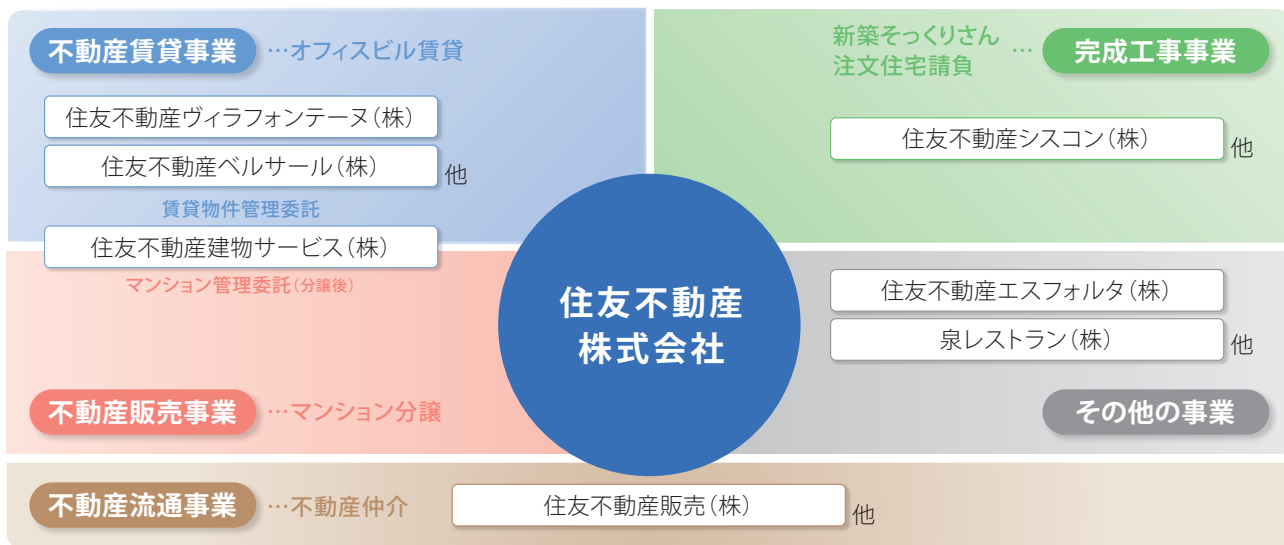 不動産賃貸事業 …オフィスビル賃貸
住友不動産ヴィラフォンテーヌ(株)
住友不動産ベルサール(株) 他
賃貸物件管理委託
住友不動産建物サービス(株)
マンション管理委託(分譲後)
不動産販売事業 …マンション分譲
新築そっくりさん
注文住宅請負 … 完成工事事業
住友不動産シスコン(株) 他
住友不動産
株式会社
住友不動産エスフォルタ(株)
泉レストラン(株) 他
その他の事業
不動産流通事業 …不動産仲介 住友不動産販売(株) 他